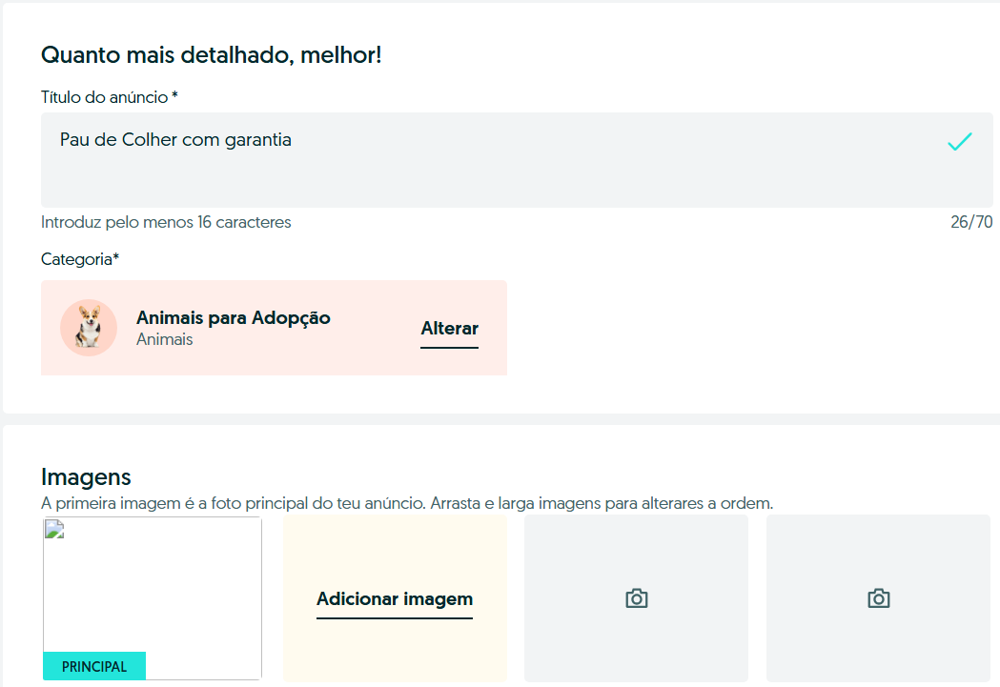 Quanto mais detalhado, melhor!
Título do anúncio *
Pau de Colher com garantia
Introduz pelo menos 16 caracteres 26/70
Categoria*
Animais para Adopção
Animais
Alterar
Imagens
A primeira imagem é a foto principal do teu anúncio. Arrasta e larga imagens para alterares a ordem.
Adicionar imagem
PRINCIPAL